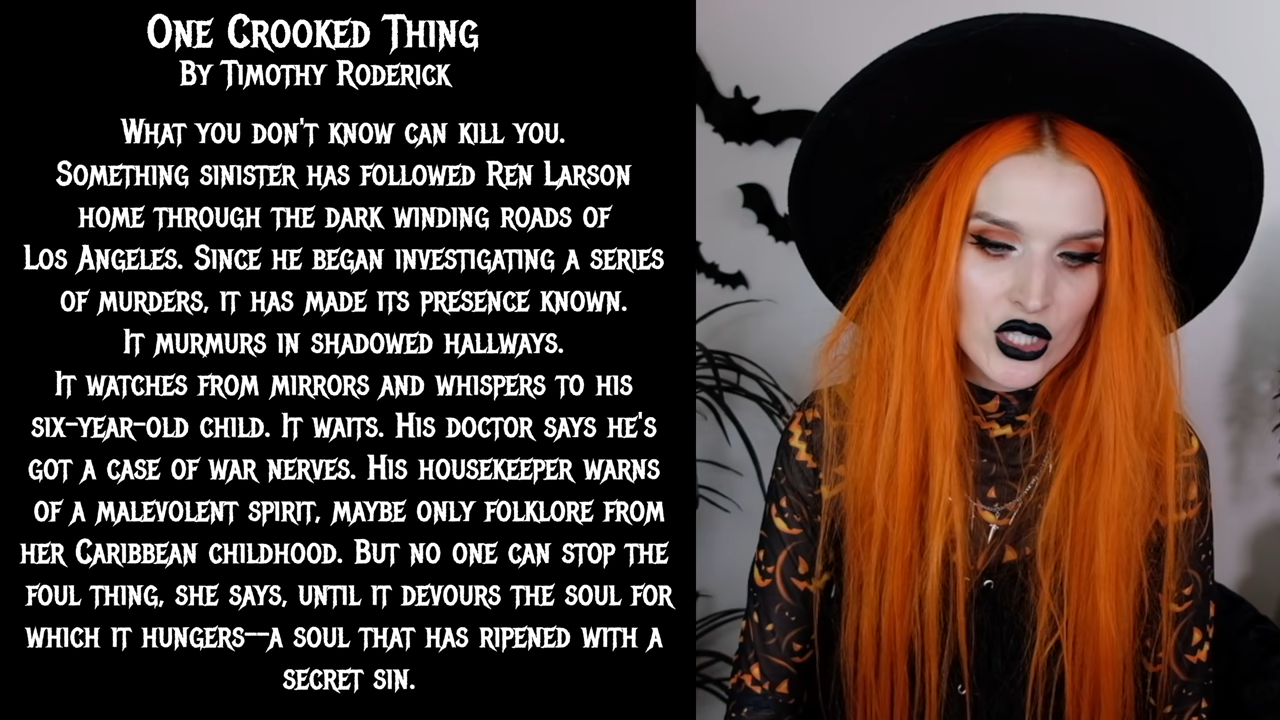 One Crooked Thing
By Timothy Roderick
What you don't know can kill you.
Something sinister has followed Ren Larson
home through the dark winding roads of
Los Angeles. Since he began investigating a series
of murders, it has made its presence known.
It murmurs in shadowed hallways.
It watches from mirrors and whispers to his
six-year-old child. It waits. His doctor says he's
got a case of war nerves. His housekeeper warns
of a malevolent spirit, maybe only folklore from
her Caribbean childhood. But no one can stop the
foul thing, she says, until it devours the soul for
which it hungers--a soul that has ripened with a
secret sin.